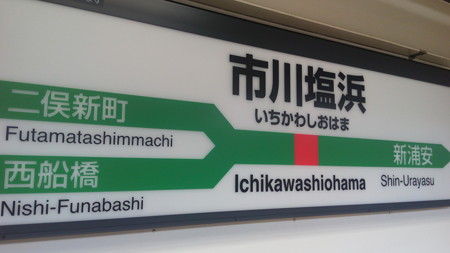 市川塩浜
いちかわしおはま
Ichikawashiohama
二俣新町
Futamatashimmachi
西船橋
Nishi-Funabashi
新浦安
Shin-Urayasu